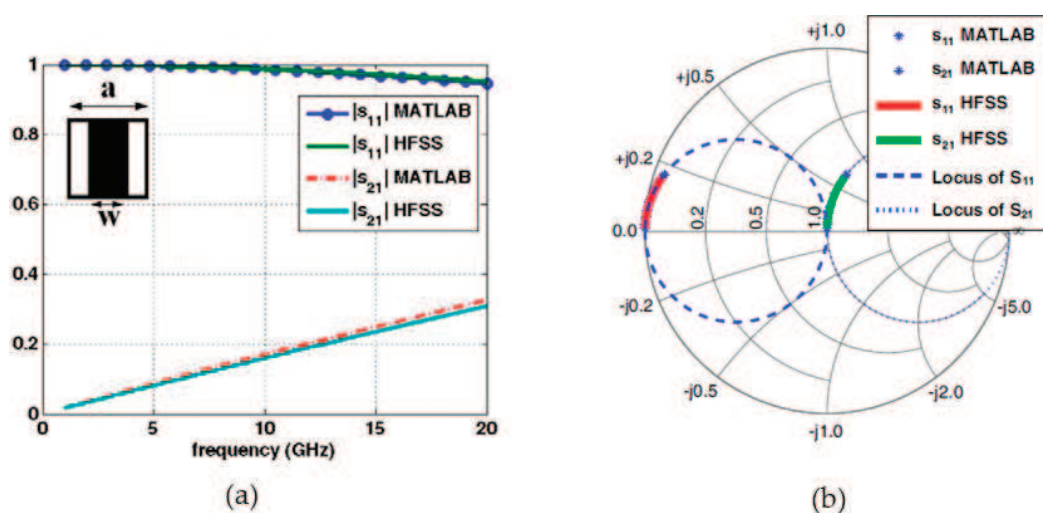 1
0.8
0.6
0.4
0.2
0
0
5
10
15
20
frequency (GHz)
a
w
|s11| MATLAB
|s11| HFSS
|s21| MATLAB
|s21| HFSS
(a)
+j1.0
+j0.5
+j0.2
0.0
-j0.2
-j0.5
-j1.0
-j2.0
-j5.0
∞
0.2
0.5
1.0
s11 MATLAB
s21 MATLAB
s11 HFSS
s21 HFSS
Locus of S11
Locus of S21
(b)